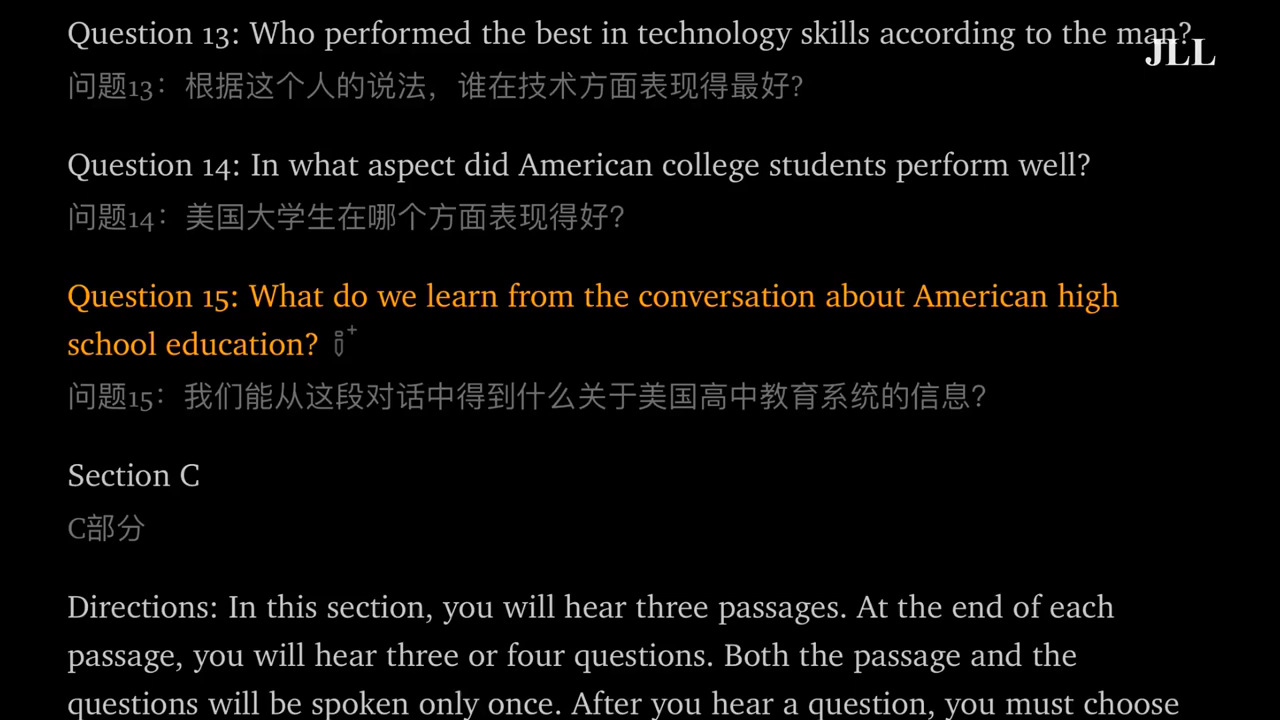 Question 13: Who performed the best in technology skills according to the man?
JLL
问题13：根据这个人的说法，谁在技术方面表现得最好?
Question 14: In what aspect did American college students perform well?
问题14：美国大学生在哪个方面表现得好?
Question 15: What do we learn from the conversation about American high
school education?
问题15：我们能从这段对话中得到什么关于美国高中教育系统的信息?
Section C
C部分
Directions: In this section, you will hear three passages. At the end of each
passage, you will hear three or four questions. Both the passage and the
questions will be spoken only once. After you hear a question, you must choose